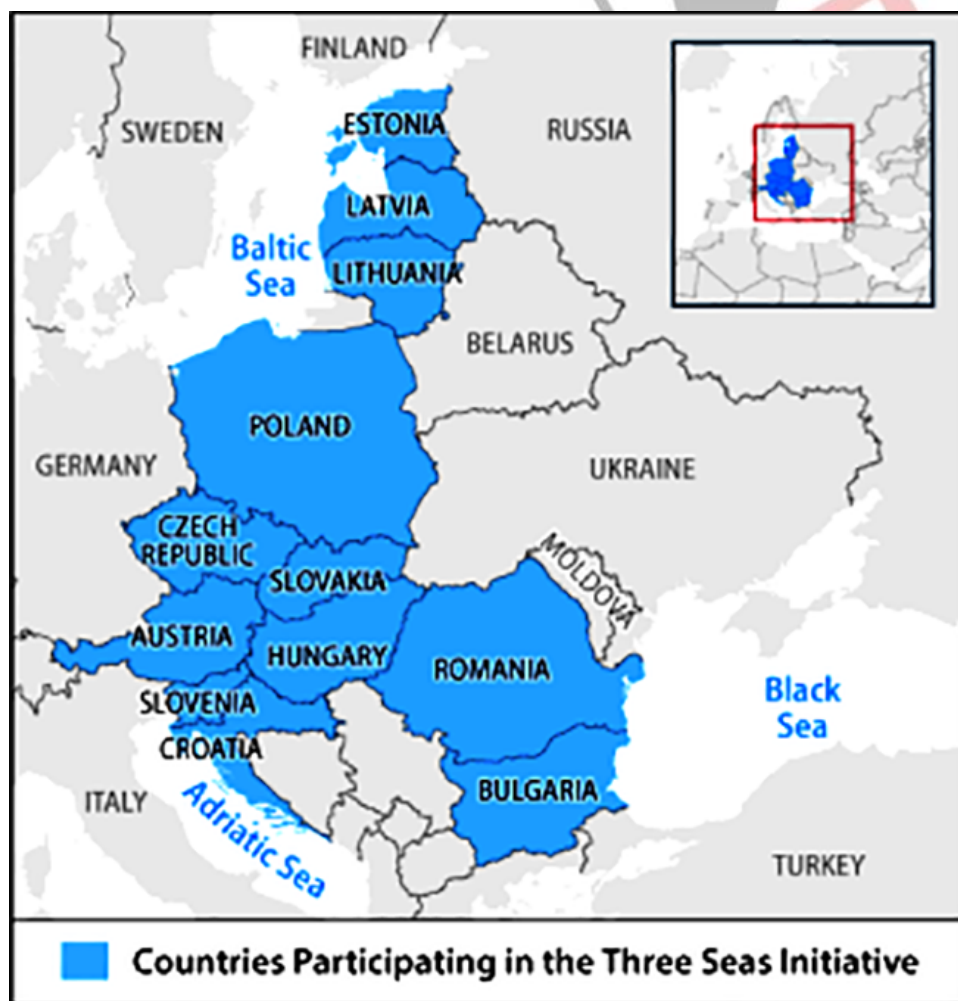 FINLAND
SWEDEN
ESTONIA
RUSSIA
LATVIA
Baltic
Sea
LITHUANIA
BELARUS
POLAND
GERMANY
UKRAINE
CZECH
REPUBLIC
SLOVAKIA
MOLDOVA
AUSTRIA
HUNGARY
ROMANIA
SLOVENIA
Black
Sea
CROATIA
ITALY
Adriatic Sea
BULGARIA
TURKEY
Countries Participating in the Three Seas Initiative